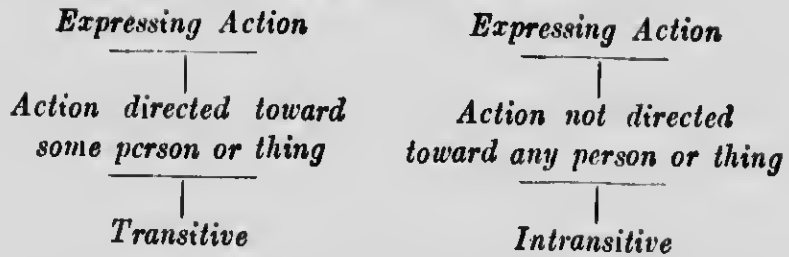 Expressing Action
Action directed toward
some person or thing
Transitive
Expressing Action
Action not directed
toward any person or thing
Intransitive